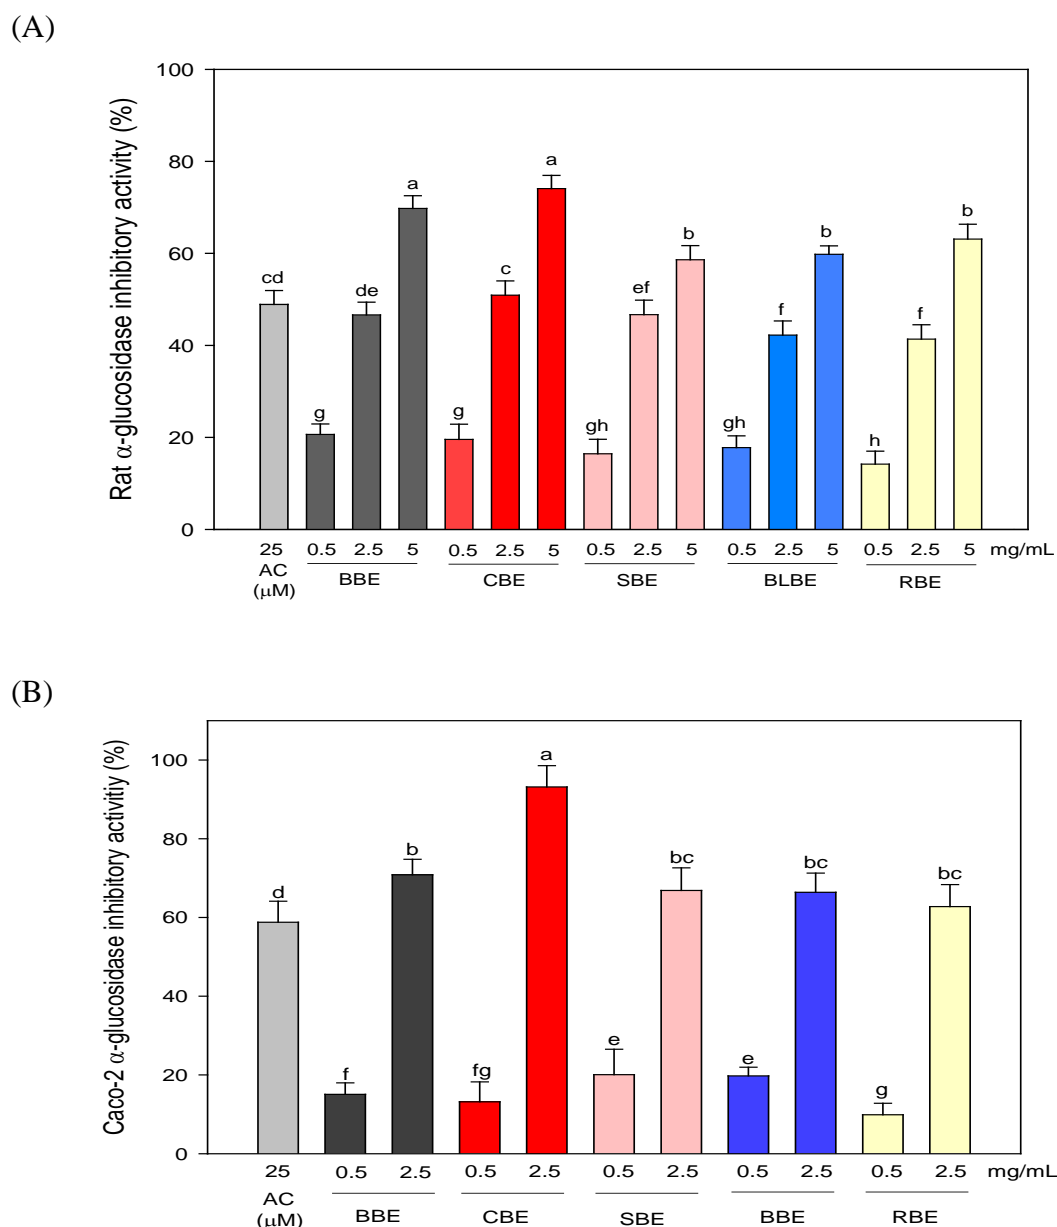 (A)
Rat α-glucosidase inhibitory activity (%)
100
80
60
40
20
0
cd
g
de
a
g
c
a
gh
ef
b
gh
f
b
h
f
b
25 0.5 2.5 5 0.5 2.5 5 0.5 2.5 5 0.5 2.5 5 0.5 2.5 5 mg/mL
AC BBE CBE SBE BLBE RBE
(μM)
(B)
Caco-2 α-glucosidase inhibitory activitiy (%)
100
80
60
40
20
0
d
f
b
fg
a
e
bc
e
bc
g
bc
25 0.5 2.5 0.5 2.5 0.5 2.5 0.5 2.5 0.5 2.5 mg/mL
AC BBE CBE SBE BBE RBE
(μM)